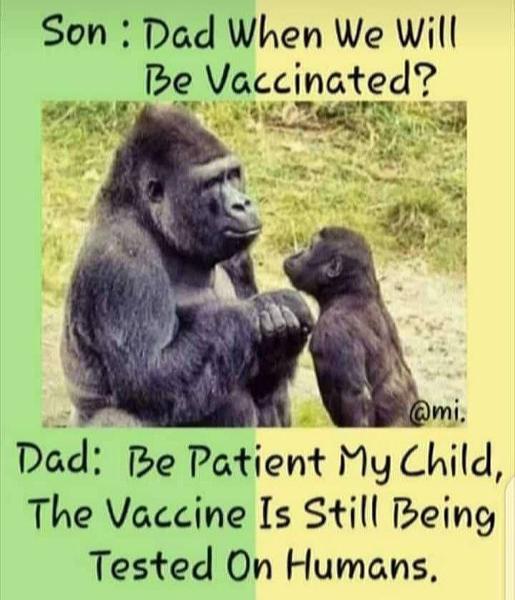 Son : Dad When We Will
Be Vaccinated?
@mi.
Dad: Be Patient My Child,
The Vaccine Is Still Being
Tested On Humans.